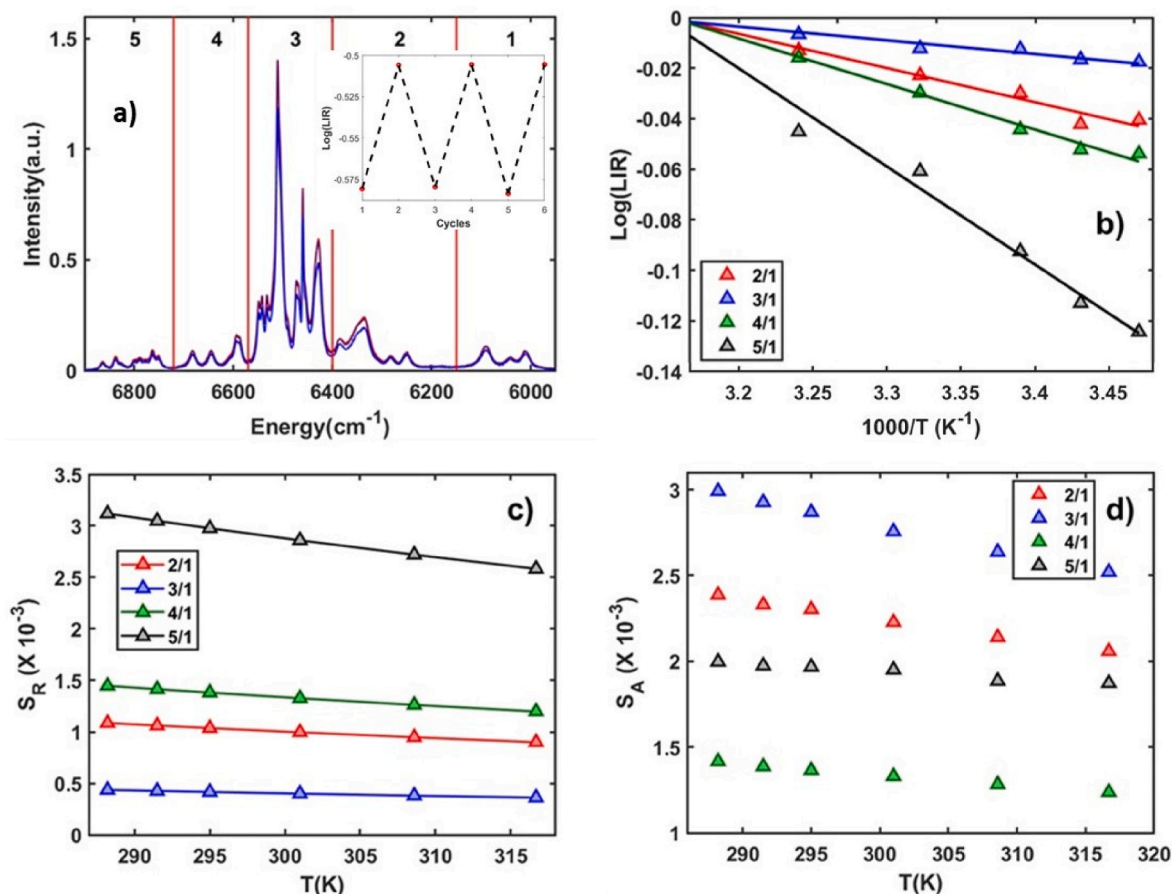 a)
5 4 3 2 1
1.5
1
0.5
0
Intensity(a.u.)
6800 6600 6400 6200 6000
Energy(cm-1)
-0.5
-0.525
-0.55
-0.575
Log(LIR)
1 2 3 4 5 6
Cycles
b)
0
-0.02
-0.04
-0.06
-0.08
-0.1
-0.12
-0.14
Log(LIR)
2/1
3/1
4/1
5/1
3.2 3.25 3.3 3.35 3.4 3.45
1000/T (K-1)
c)
3.5
3
2.5
2
1.5
1
0.5
0
SR (X 10-3)
2/1
3/1
4/1
5/1
290 295 300 305 310 315
T(K)
d)
3
2.5
2
1.5
1
SA (X 10-3)
2/1
3/1
4/1
5/1
290 295 300 305 310 315 320
T(K)